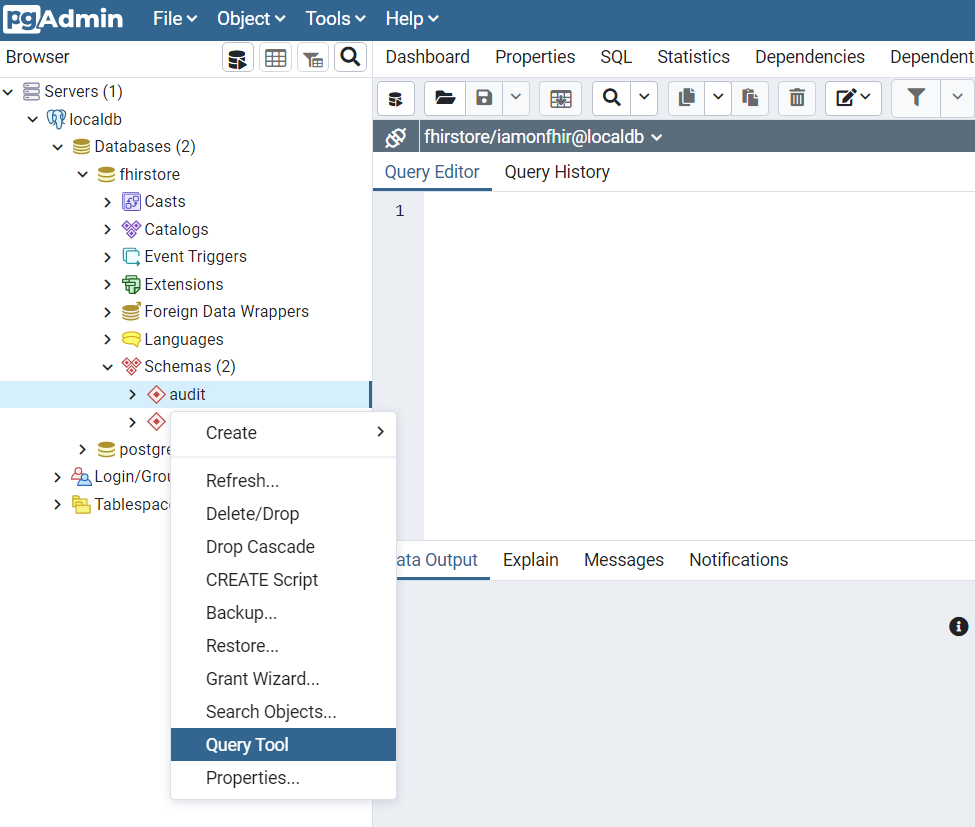 pgAdmin File Object Tools Help
Browser
Dashboard Properties SQL Statistics Dependencies Dependent
Servers (1)
localdb
Databases (2)
fhirstore
Casts
Catalogs
Event Triggers
Extensions
Foreign Data Wrappers
Languages
Schemas (2)
audit
postgre
Login/Grou
Tablespac
Create
Refresh...
Delete/Drop
Drop Cascade
CREATE Script
Backup...
Restore...
Grant Wizard...
Search Objects...
Query Tool
Properties...
fhirstore/iamonfhir@localdb
Query Editor Query History
1
ata Output Explain Messages Notifications